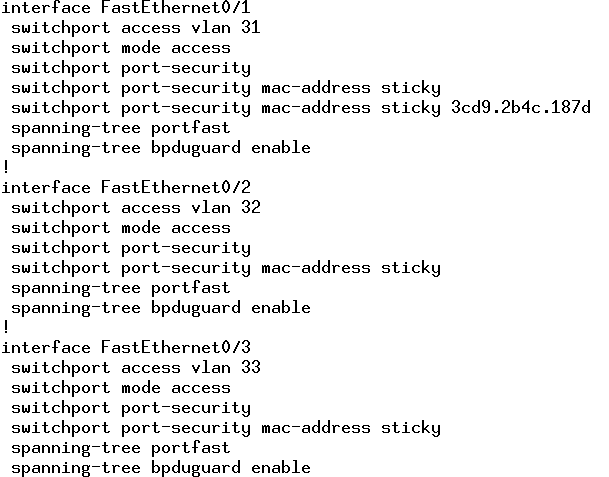 interface FastEthernet0/1
 switchport access vlan 31
 switchport mode access
 switchport port-security
 switchport port-security mac-address sticky
 switchport port-security mac-address sticky 3cd9.2b4c.187d
 spanning-tree portfast
 spanning-tree bpduguard enable
!
interface FastEthernet0/2
 switchport access vlan 32
 switchport mode access
 switchport port-security
 switchport port-security mac-address sticky
 spanning-tree portfast
 spanning-tree bpduguard enable
!
interface FastEthernet0/3
 switchport access vlan 33
 switchport mode access
 switchport port-security
 switchport port-security mac-address sticky
 spanning-tree portfast
 spanning-tree bpduguard enable